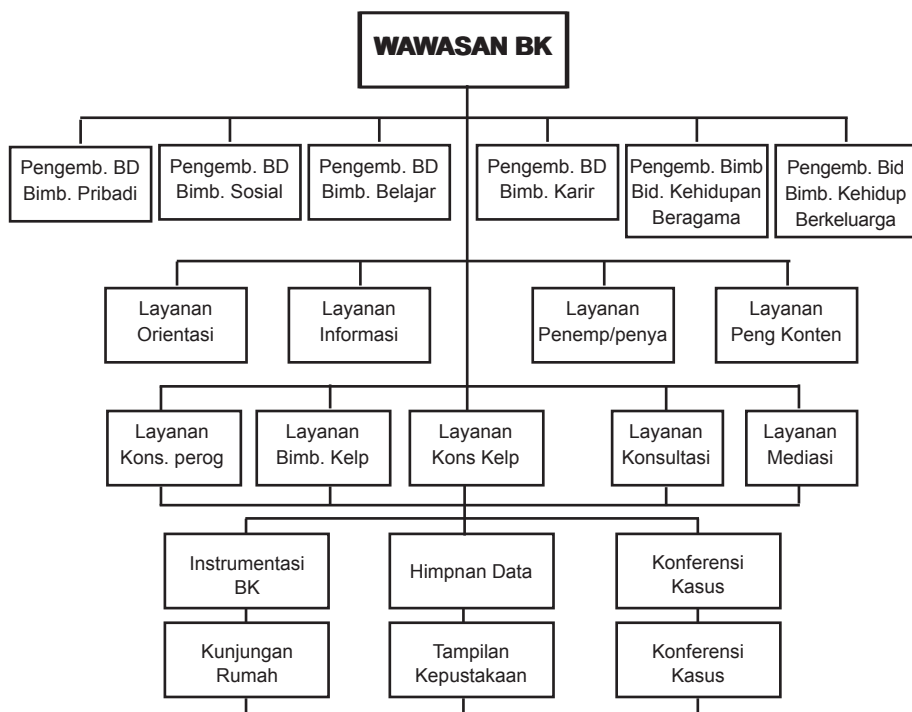 WAWASAN BK
Pengemb. BD
Bimb. Pribadi
Pengemb. BD
Bimb. Sosial
Pengemb. BD
Bimb. Belajar
Pengemb. BD
Bimb. Karir
Pengemb. Bimb
Bid. Kehidupan
Beragama
Pengemb. Bid
Bimb. Kehidup
Berkeluarga
Layanan
Orientasi
Layanan
Informasi
Layanan
Penemp/penya
Layanan
Peng Konten
Layanan
Kons. perog
Layanan
Bimb. Kelp
Layanan
Kons Kelp
Layanan
Konsultasi
Layanan
Mediasi
Instrumentasi
BK
Himpnan Data
Konferensi
Kasus
Kunjungan
Rumah
Tampilan
Kepustakaan
Konferensi
Kasus